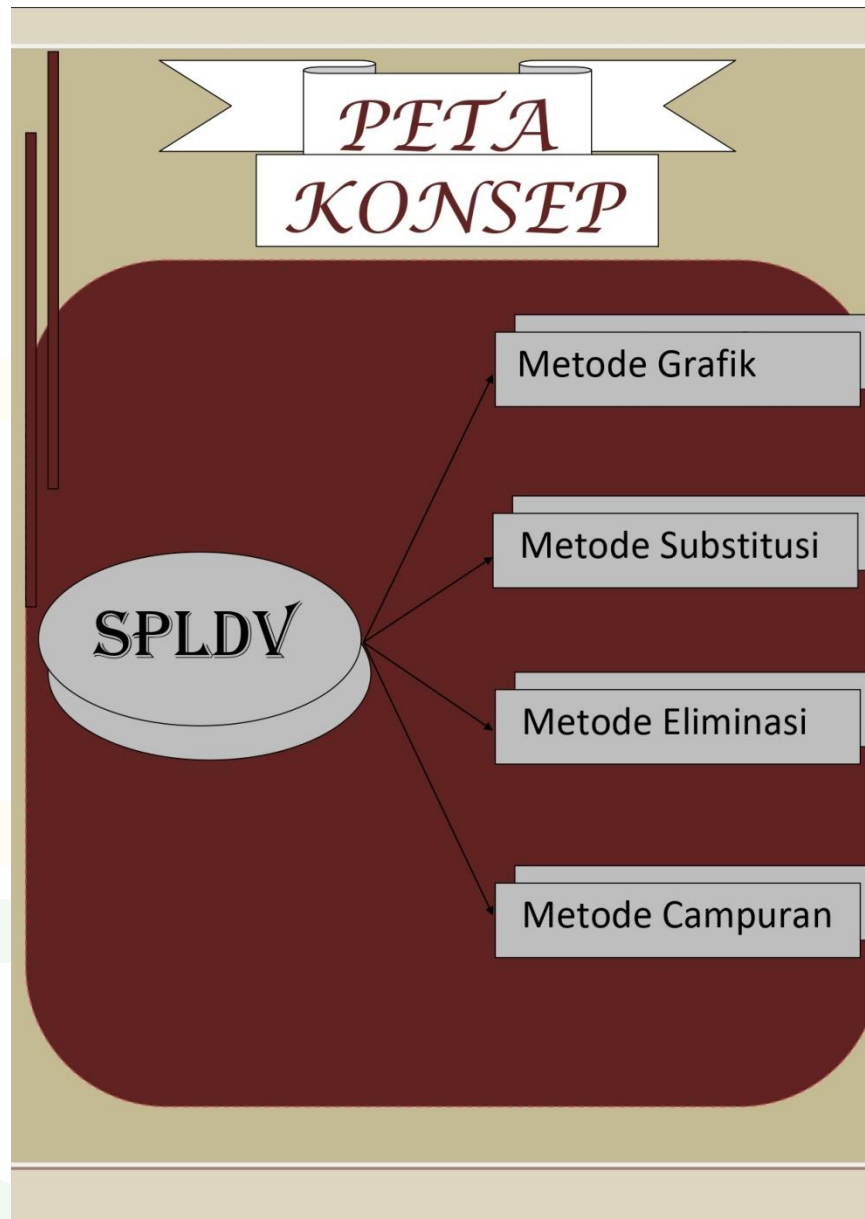 PETA
KONSEP
Metode Grafik
Metode Substitusi
SPLDV
Metode Eliminasi
Metode Campuran